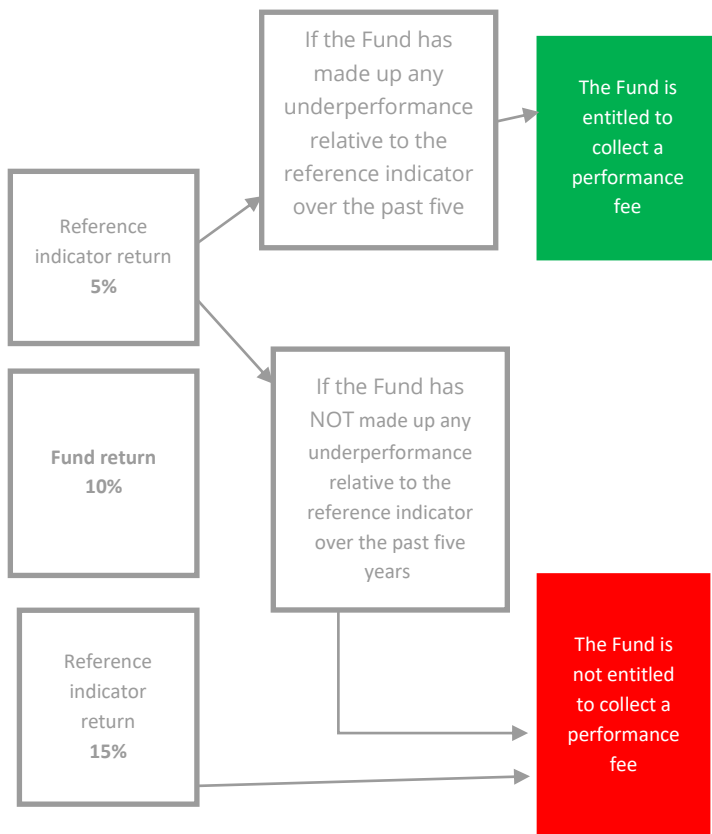 If the Fund has
made up any
underperformance
relative to the
reference indicator
over the past five
The Fund is
entitled to
collect a
performance
fee
Reference
indicator return
5%
If the Fund has
NOT made up any
underperformance
relative to the
reference indicator
over the past five
years
Fund return
10%
Reference
indicator
return
15%
The Fund is
not entitled
to collect a
performance
fee